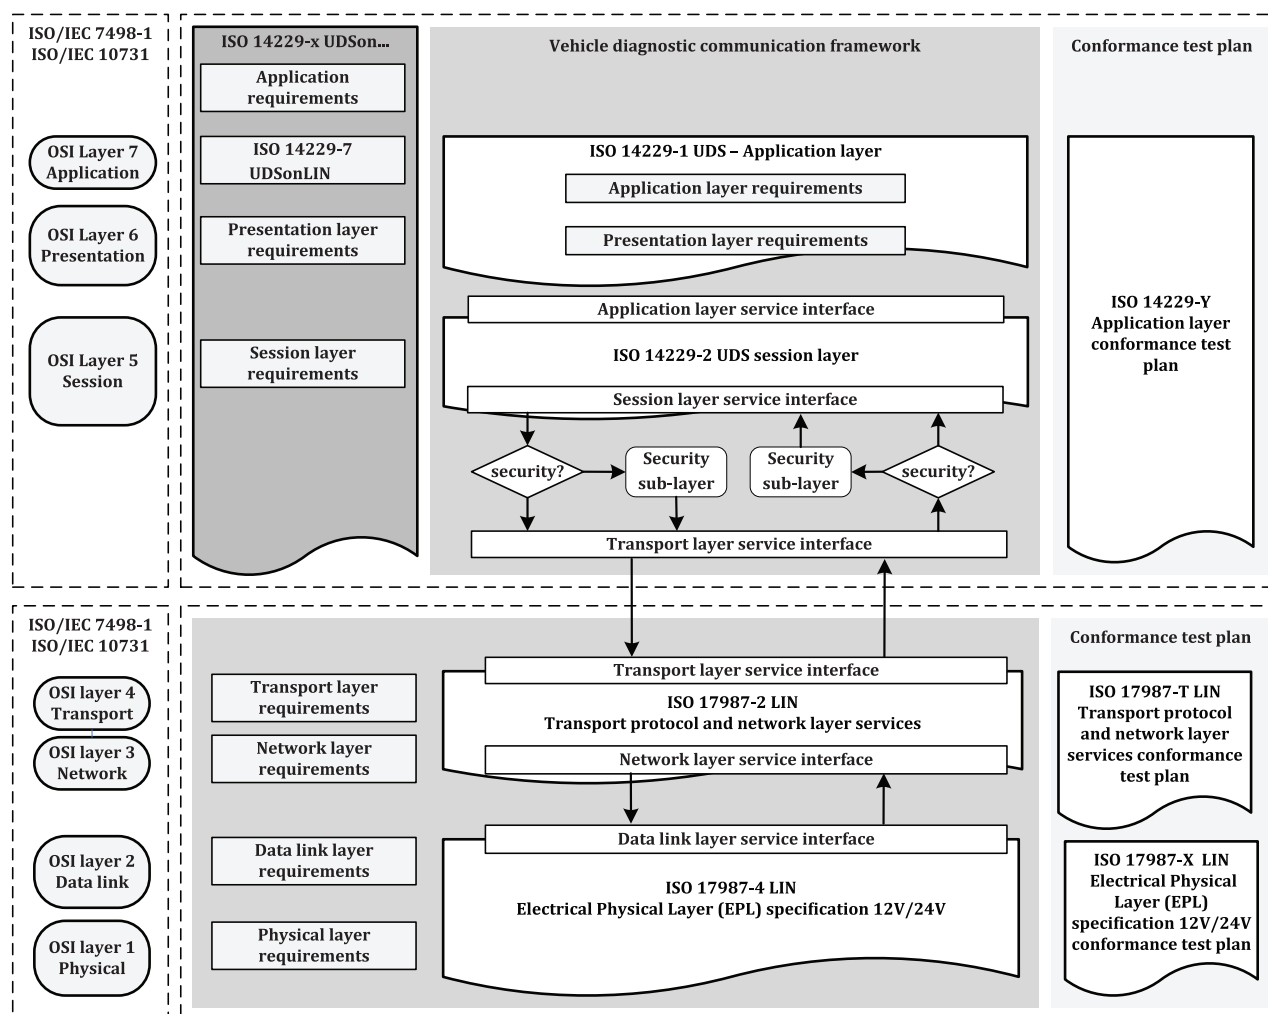 ISO/IEC 7498-1
ISO/IEC 10731
OSI Layer 7
Application
OSI Layer 6
Presentation
OSI Layer 5
Session
ISO 14229-x UDSon...
Application
requirements
ISO 14229-7
UDSonLIN
Presentation layer
requirements
Session layer
requirements
Vehicle diagnostic communication framework
ISO 14229-1 UDS – Application layer
Application layer requirements
Presentation layer requirements
Application layer service interface
ISO 14229-2 UDS session layer
Session layer service interface
security?
Security
sub-layer
Security
sub-layer
security?
Transport layer service interface
Conformance test plan
ISO 14229-Y
Application layer
conformance test
plan
ISO/IEC 7498-1
ISO/IEC 10731
OSI layer 4
Transport
OSI layer 3
Network
OSI layer 2
Data link
OSI layer 1
Physical
Transport layer
requirements
Network layer
requirements
Data link layer
requirements
Physical layer
requirements
Transport layer service interface
ISO 17987-2 LIN
Transport protocol and network layer services
Network layer service interface
Data link layer service interface
ISO 17987-4 LIN
Electrical Physical Layer (EPL) specification 12V/24V
Conformance test plan
ISO 17987-T LIN
Transport protocol
and network layer
services conformance
test plan
ISO 17987-X LIN
Electrical Physical
Layer (EPL)
specification 12V/24V
conformance test plan